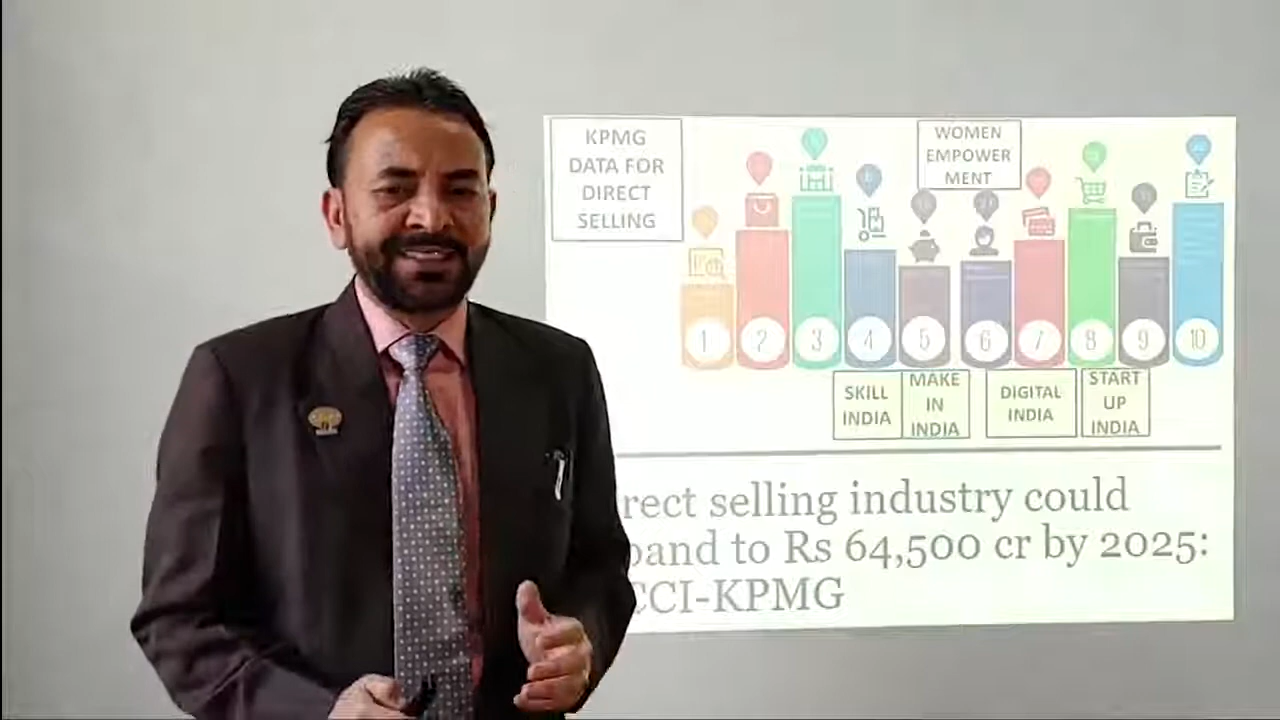 KPMG
DATA FOR
DIRECT
SELLING
WOMEN
EMPOWER
MENT
1
2
3
4
5
6
7
8
9
10
SKILL
INDIA
MAKE
IN
INDIA
DIGITAL
INDIA
START
UP
INDIA
rect selling industry could
pand to Rs 64,500 cr by 2025:
CCI-KPMG